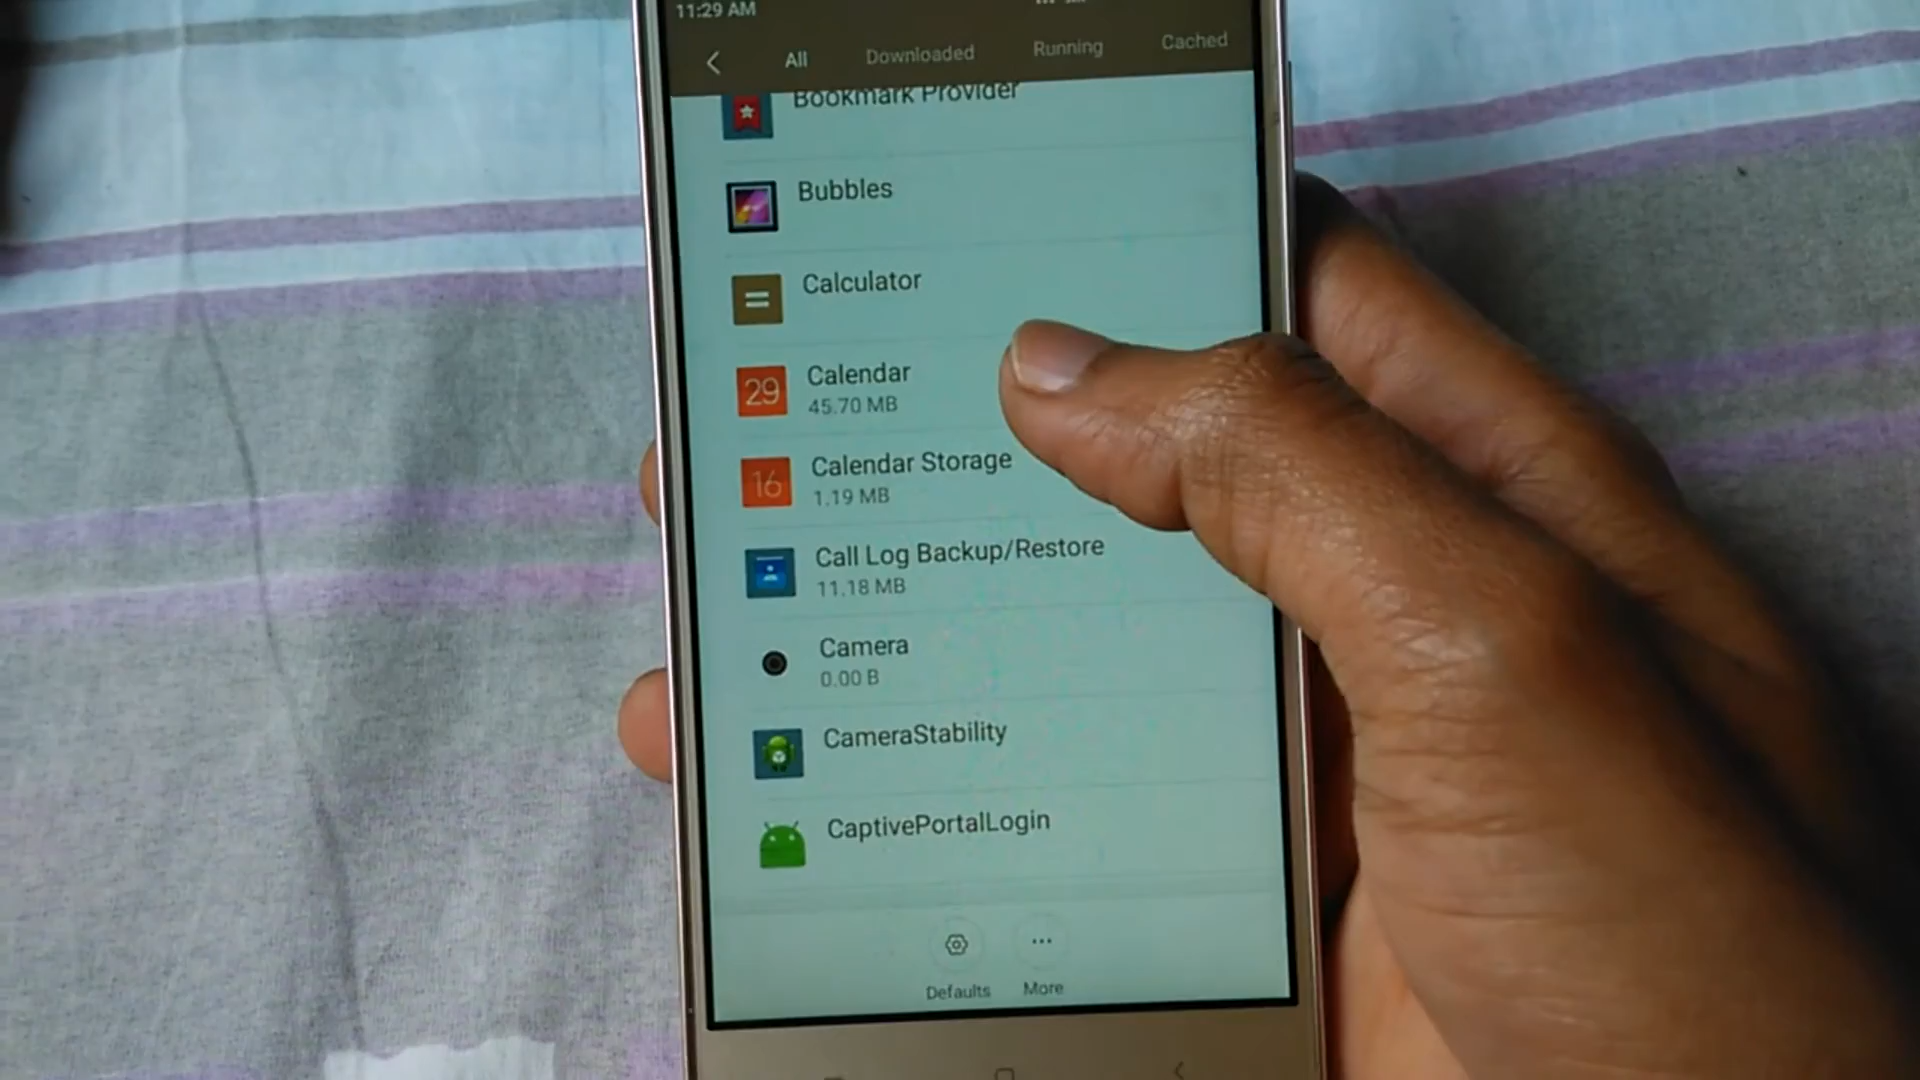 11:29 AM
All Downloaded Running Cached
Bookmark Provider
Bubbles
Calculator
29
Calendar
45.70 MB
16
Calendar Storage
1.19 MB
Call Log Backup/Restore
11.18 MB
Camera
0.00 B
CameraStability
CaptivePortalLogin
Defaults More